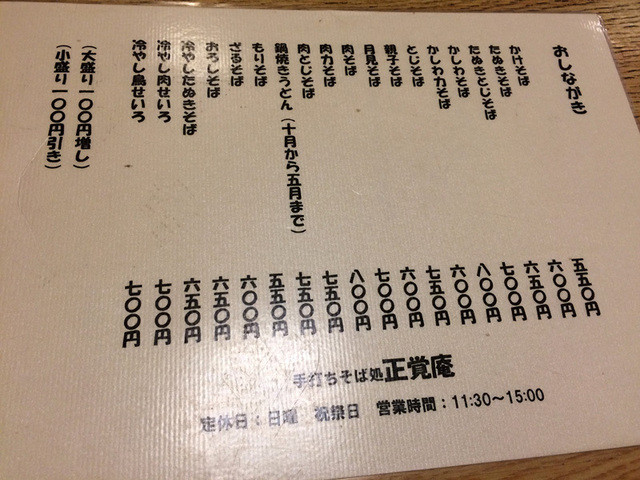 おしながき
かけそば 五五〇円
たぬきそば 六〇〇円
たぬきとじそば 六五〇円
かしわそば 七〇〇円
かしわ力そば 八〇〇円
とじそば 六〇〇円
親子そば 七五〇円
月見そば 六〇〇円
肉そば 七〇〇円
肉力そば 八〇〇円
肉とじそば 七五〇円
鍋焼きうどん（十月から五月まで） 七五〇円
もりそば 五五〇円
ざるそば 六〇〇円
おろしそば 六五〇円
冷やしたぬきそば 六五〇円
冷やし肉せいろ 七〇〇円
冷やし鳥せいろ 七〇〇円
（大盛り一〇〇円増し）
（小盛り一〇〇円引き）
手打ちそば処正覚庵
定休日：日曜 祝祭日 営業時間：11:30～15:00